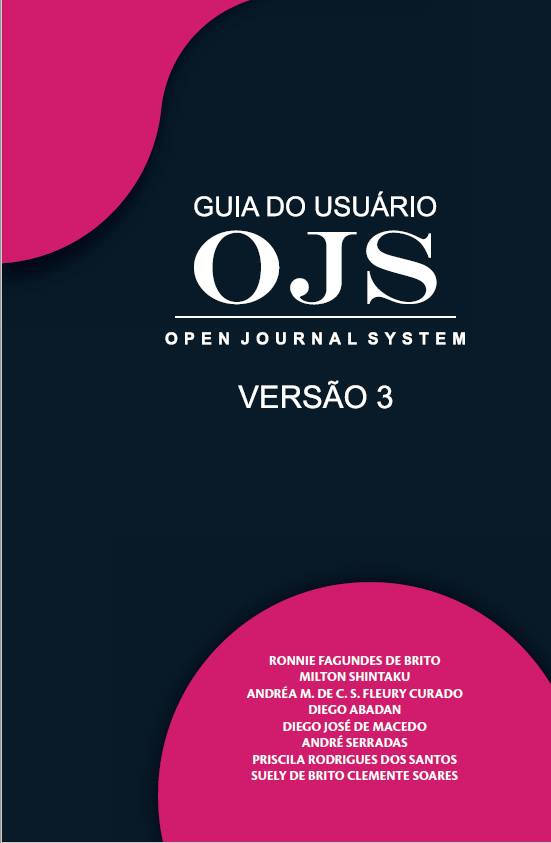 GUIA DO USUÁRIO
OJS
OPEN JOURNAL SYSTEM
VERSÃO 3
RONNIE FAGUNDES DE BRITO
MILTON SHINTAKU
ANDRÉA M. DE C. S. FLEURY CURADO
DIEGO ABADAN
DIEGO JOSÉ DE MACEDO
ANDRÉ SERRADAS
PRISCILA RODRIGUES DOS SANTOS
SUELY DE BRITO CLEMENTE SOARES